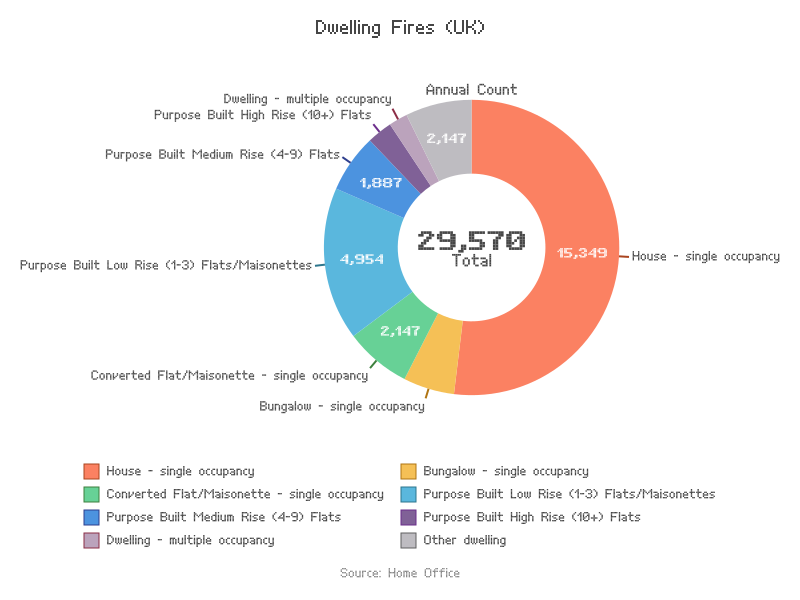 Dwelling Fires (UK)
Annual Count
Dwelling - multiple occupancy
Purpose Built High Rise (10+) Flats
2,147
Purpose Built Medium Rise (4-9) Flats
1,887
29,570
Total
15,349
House - single occupancy
4,954
Purpose Built Low Rise (1-3) Flats/Maisonettes
2,147
Converted Flat/Maisonette - single occupancy
Bungalow - single occupancy
House - single occupancy
Bungalow - single occupancy
Converted Flat/Maisonette - single occupancy
Purpose Built Low Rise (1-3) Flats/Maisonettes
Purpose Built Medium Rise (4-9) Flats
Purpose Built High Rise (10+) Flats
Dwelling - multiple occupancy
Other dwelling
Source: Home Office